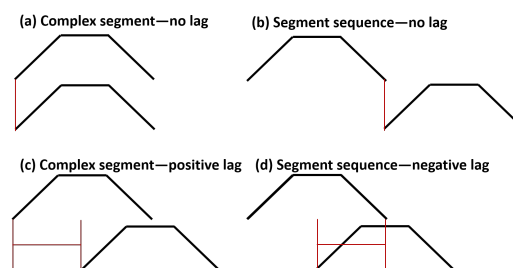 (a) Complex segment—no lag
(b) Segment sequence—no lag
(c) Complex segment—positive lag
(d) Segment sequence—negative lag